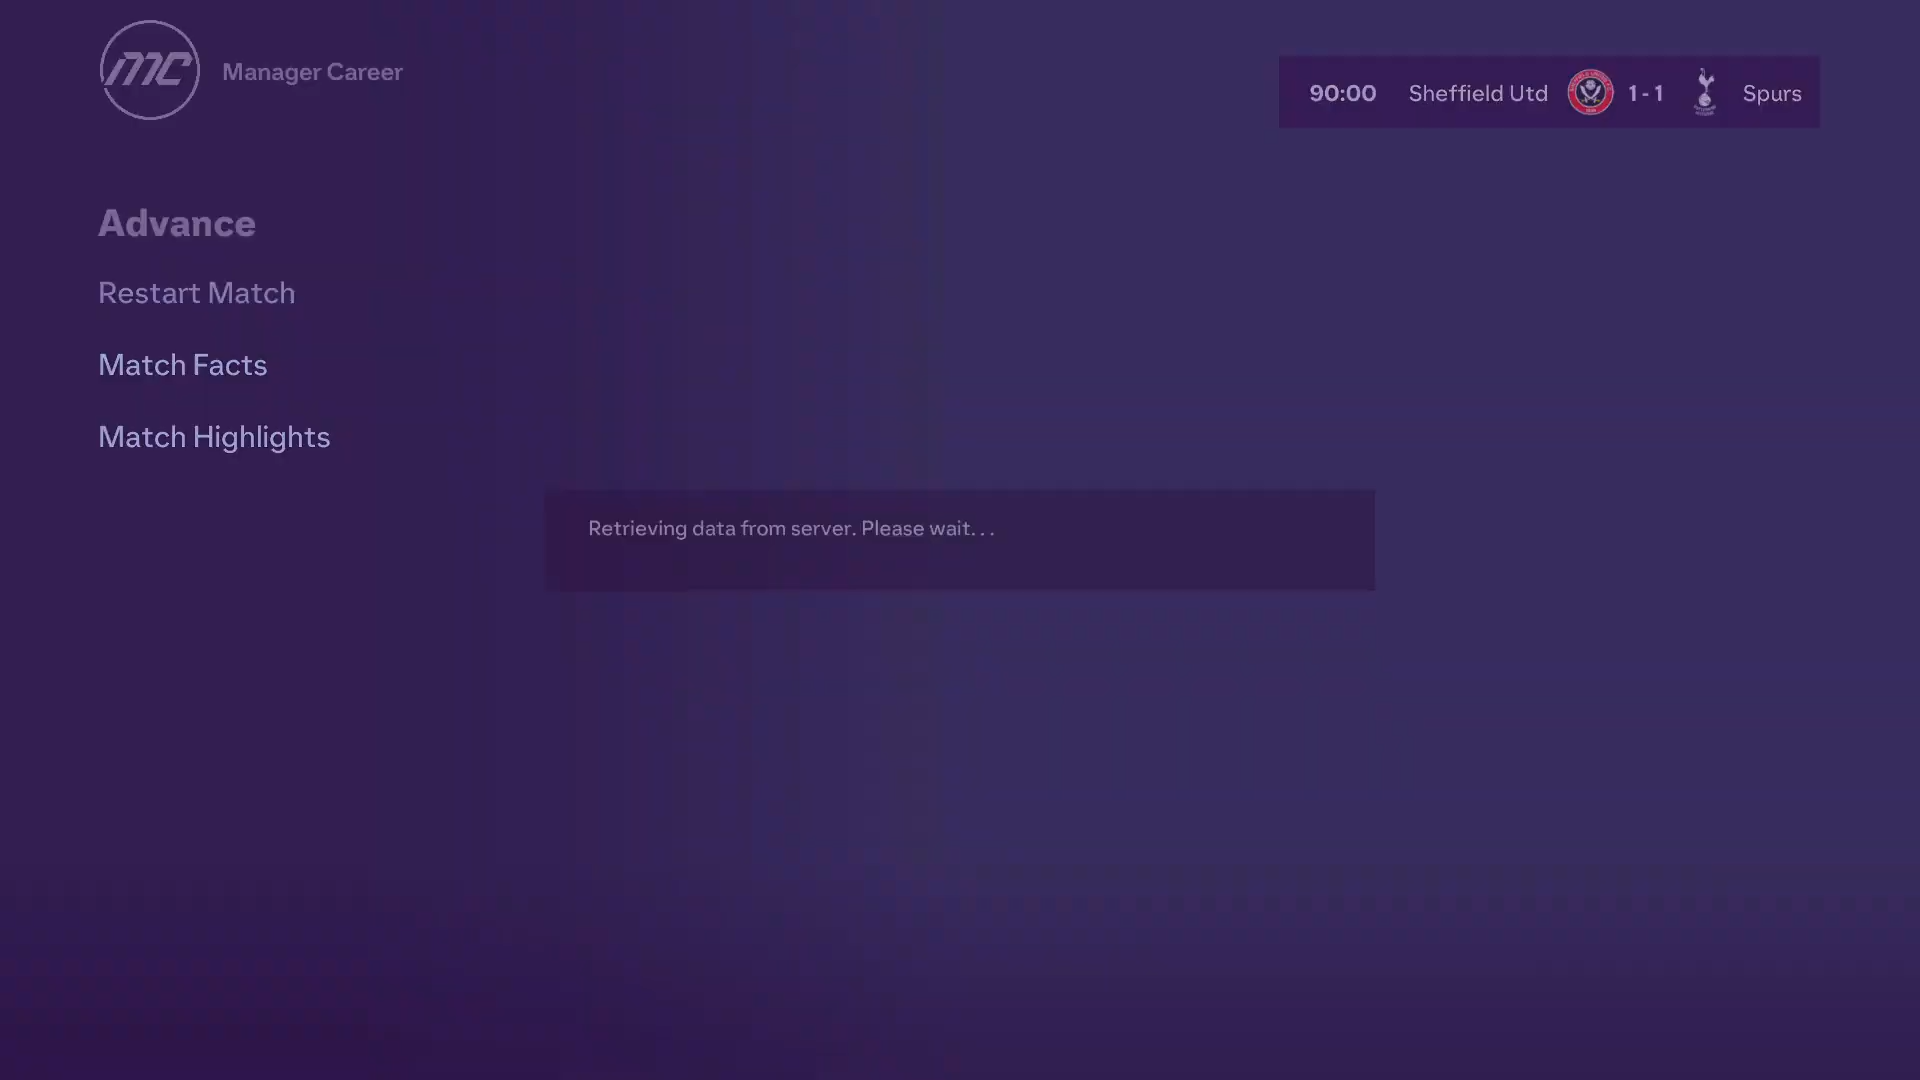 MC Manager Career
90:00 Sheffield Utd 1 - 1 Spurs
Advance
Restart Match
Match Facts
Match Highlights
Retrieving data from server. Please wait. . .